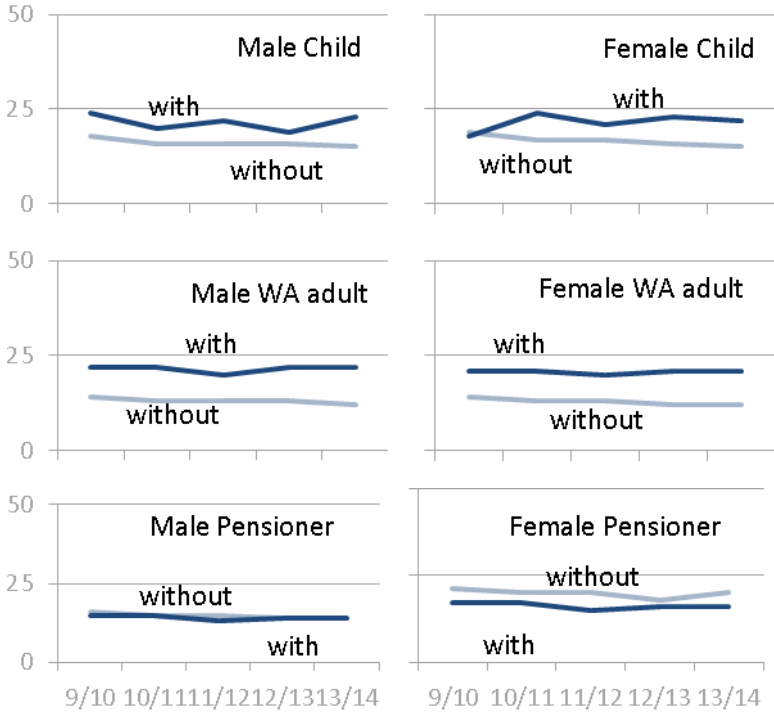 50
Male Child
Female Child
25
with
with
without
without
0
50
Male WA adult
Female WA adult
25
with
with
without
without
0
50
Male Pensioner
Female Pensioner
25
without
without
with
with
0
9/10 10/11 11/12 12/13 13/14
9/10 10/11 11/12 12/13 13/14